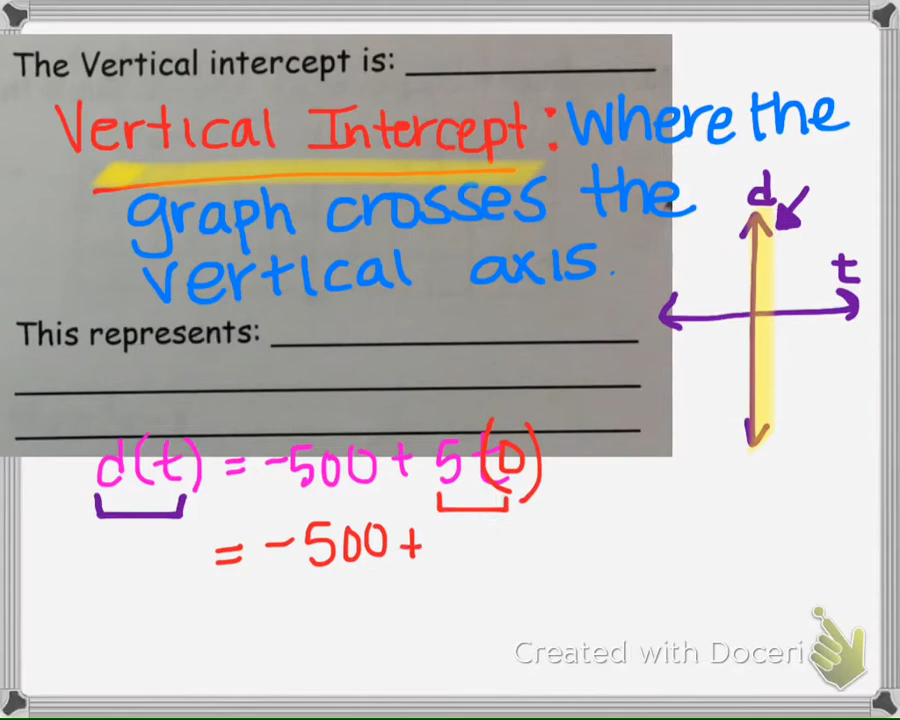 The Vertical intercept is:
Vertical Intercept: Where the
graph crosses the
vertical axis.
d
t
This represents:
d(t) = -500 + 5t(0)
= -500 +
Created with Doceri